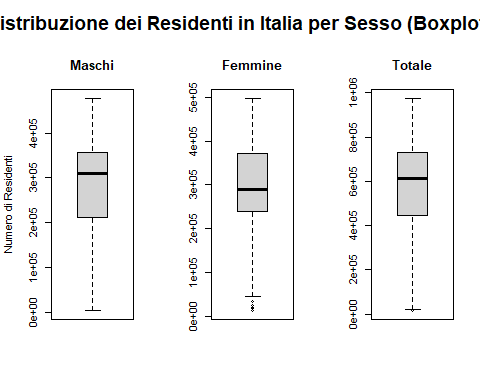 istribuzione dei Residenti in Italia per Sesso (Boxplo
Maschi
Femmine
Totale
Numero di Residenti
0e+00
1e+05
2e+05
3e+05
4e+05
0e+00
1e+05
2e+05
3e+05
4e+05
5e+05
0e+00
2e+05
4e+05
6e+05
8e+05
1e+06